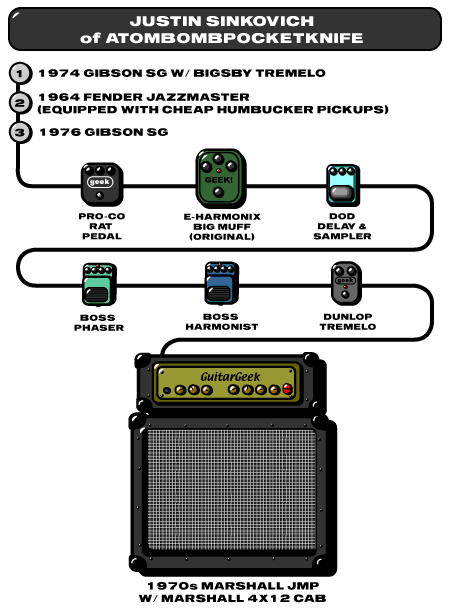 JUSTIN SINKOVICH
of ATOMBOMBPOCKETKNIFE
1 1974 GIBSON SG W/ BIGSBY TREMELO
2 1964 FENDER JAZZMASTER
(EQUIPPED WITH CHEAP HUMBUCKER PICKUPS)
3 1976 GIBSON SG
geek
GEEK!
PRO-CO
RAT
PEDAL
E-HARMONIX
BIG MUFF
(ORIGINAL)
DOD
DELAY &
SAMPLER
geek
BOSS
PHASER
BOSS
HARMONIST
DUNLOP
TREMELO
GuitarGeek
1970s MARSHALL JMP
W/ MARSHALL 4X12 CAB